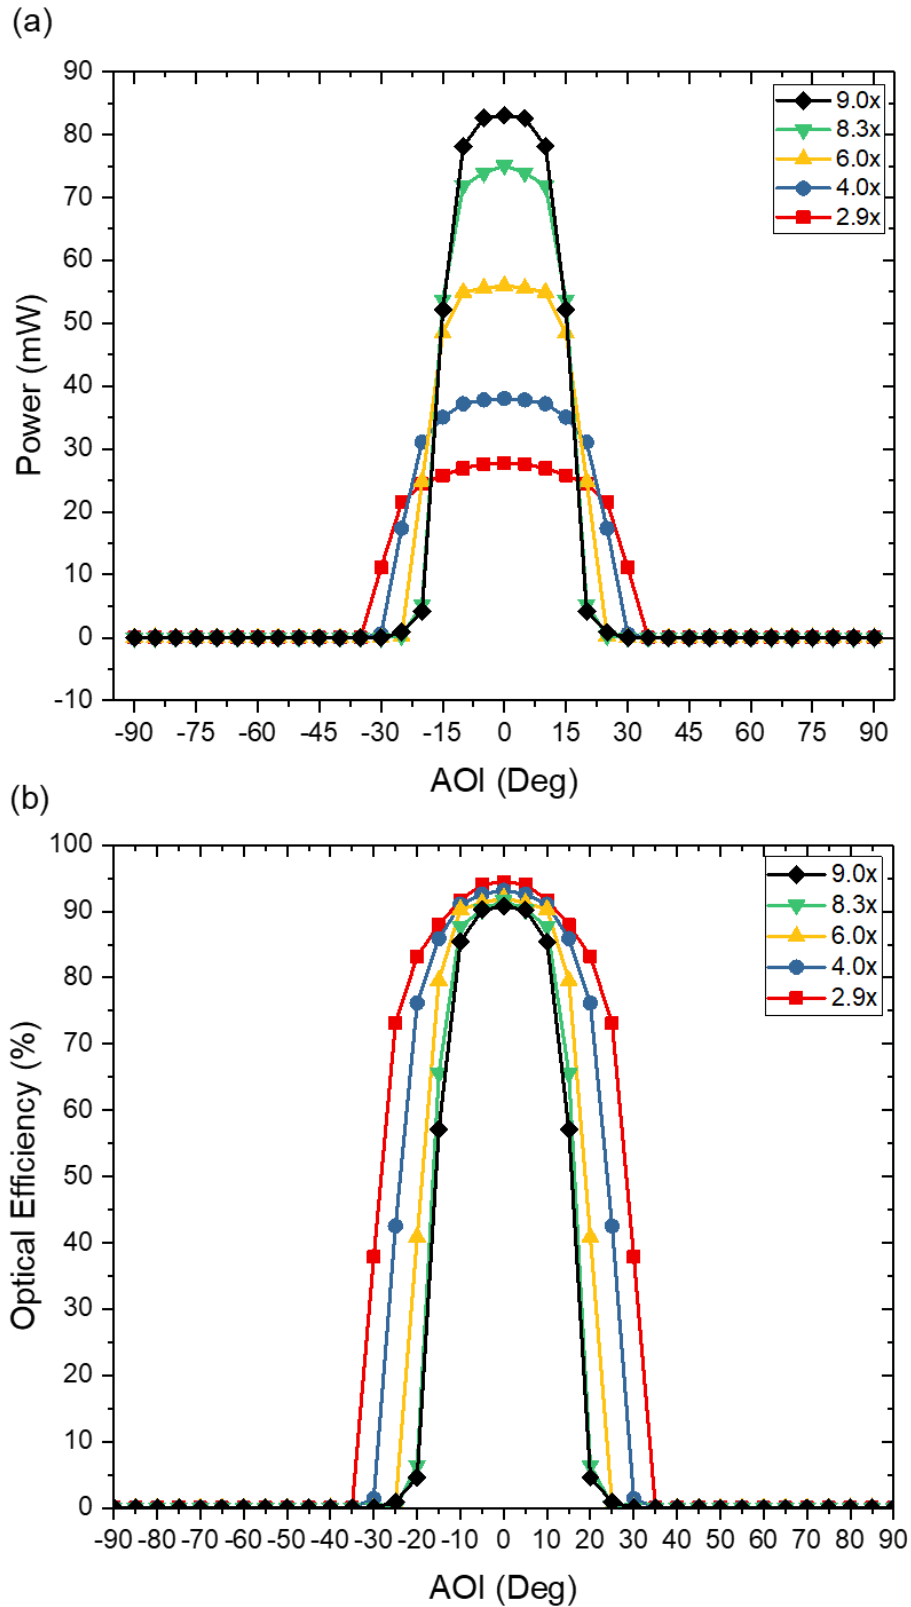 (a)
90
80
70
60
50
40
30
20
10
0
-10
Power (mW)
9.0x
8.3x
6.0x
4.0x
2.9x
-90 -75 -60 -45 -30 -15 0 15 30 45 60 75 90
AOI (Deg)
(b)
100
90
80
70
60
50
40
30
20
10
0
Optical Efficiency (%)
9.0x
8.3x
6.0x
4.0x
2.9x
-90 -80 -70 -60 -50 -40 -30 -20 -10 0 10 20 30 40 50 60 70 80 90
AOI (Deg)